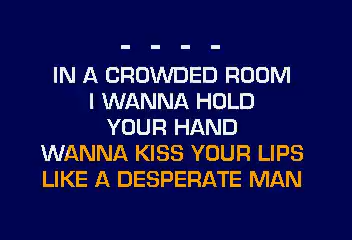 - - - -
IN A CROWDED ROOM
I WANNA HOLD
YOUR HAND
WANNA KISS YOUR LIPS
LIKE A DESPERATE MAN